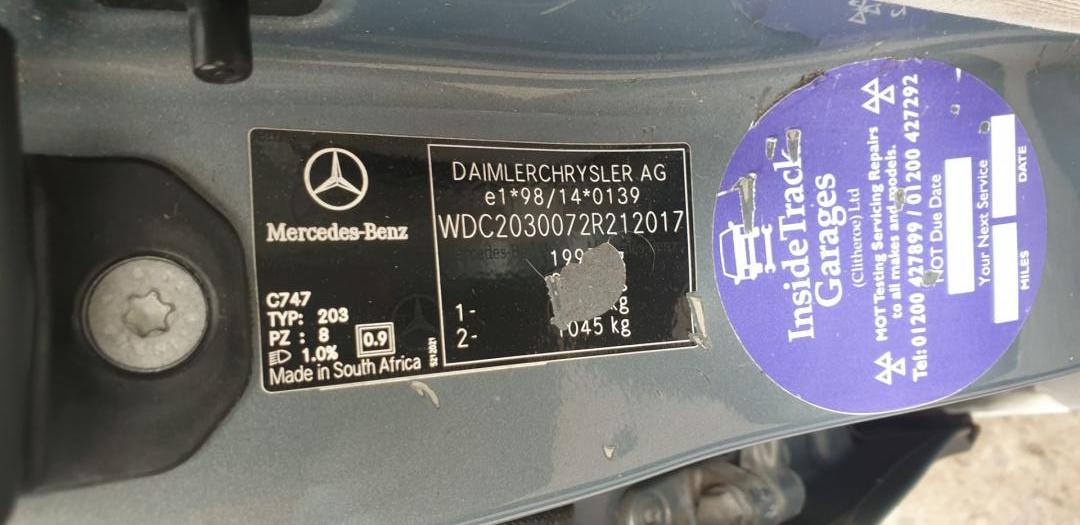 DAIMLERCHRYSLER AG
e1*98/14*0139
WDC2030072R212017
1-
kg
2-
1045 kg
Mercedes-Benz
C747
TYP: 203
PZ : 8
0.9
1.0%
Made in South Africa
InsideTrack
Garages
(Clitheroe) Ltd
MOT Testing Servicing Repairs
to all makes and models.
Tel: 01200 427899 / 01200 427292
MOT Due Date
Your Next Service
MILES
DATE